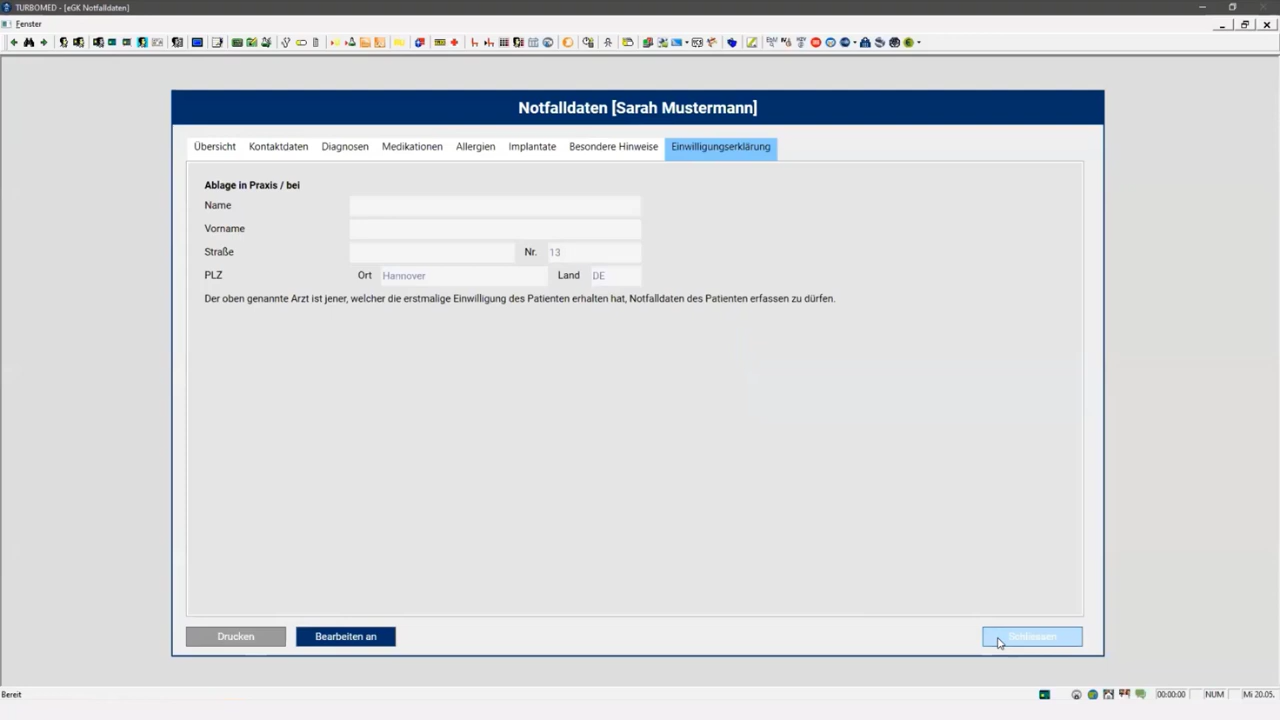 TURBOMED - [eGK Notfalldaten]
Fenster
Notfalldaten [Sarah Mustermann]
Übersicht Kontaktdaten Diagnosen Medikationen Allergien Implantate Besondere Hinweise Einwilligungserklärung
Ablage in Praxis / bei
Name
Vorname
Straße Nr. 13
PLZ Ort Hannover Land DE
Der oben genannte Arzt ist jener, welcher die erstmalige Einwilligung des Patienten erhalten hat, Notfalldaten des Patienten erfassen zu dürfen.
Drucken Bearbeiten an Schliessen
Bereit 00:00:00 NUM Mi 20.05.